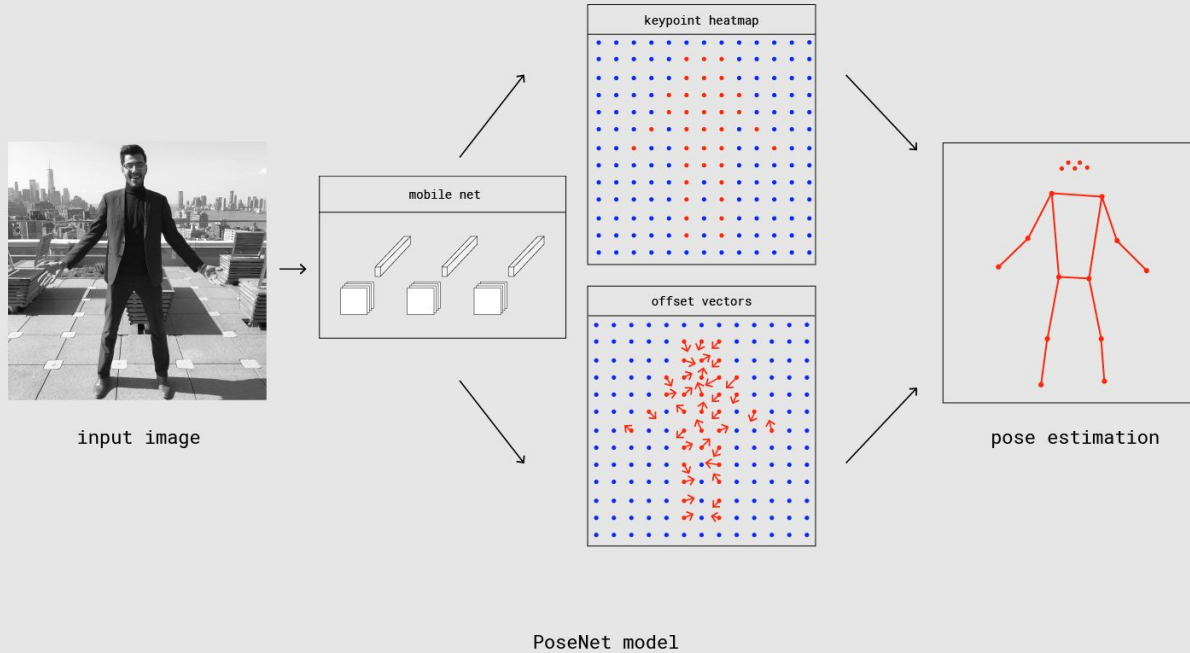 keypoint heatmap
mobile net
offset vectors
input image
pose estimation
PoseNet model